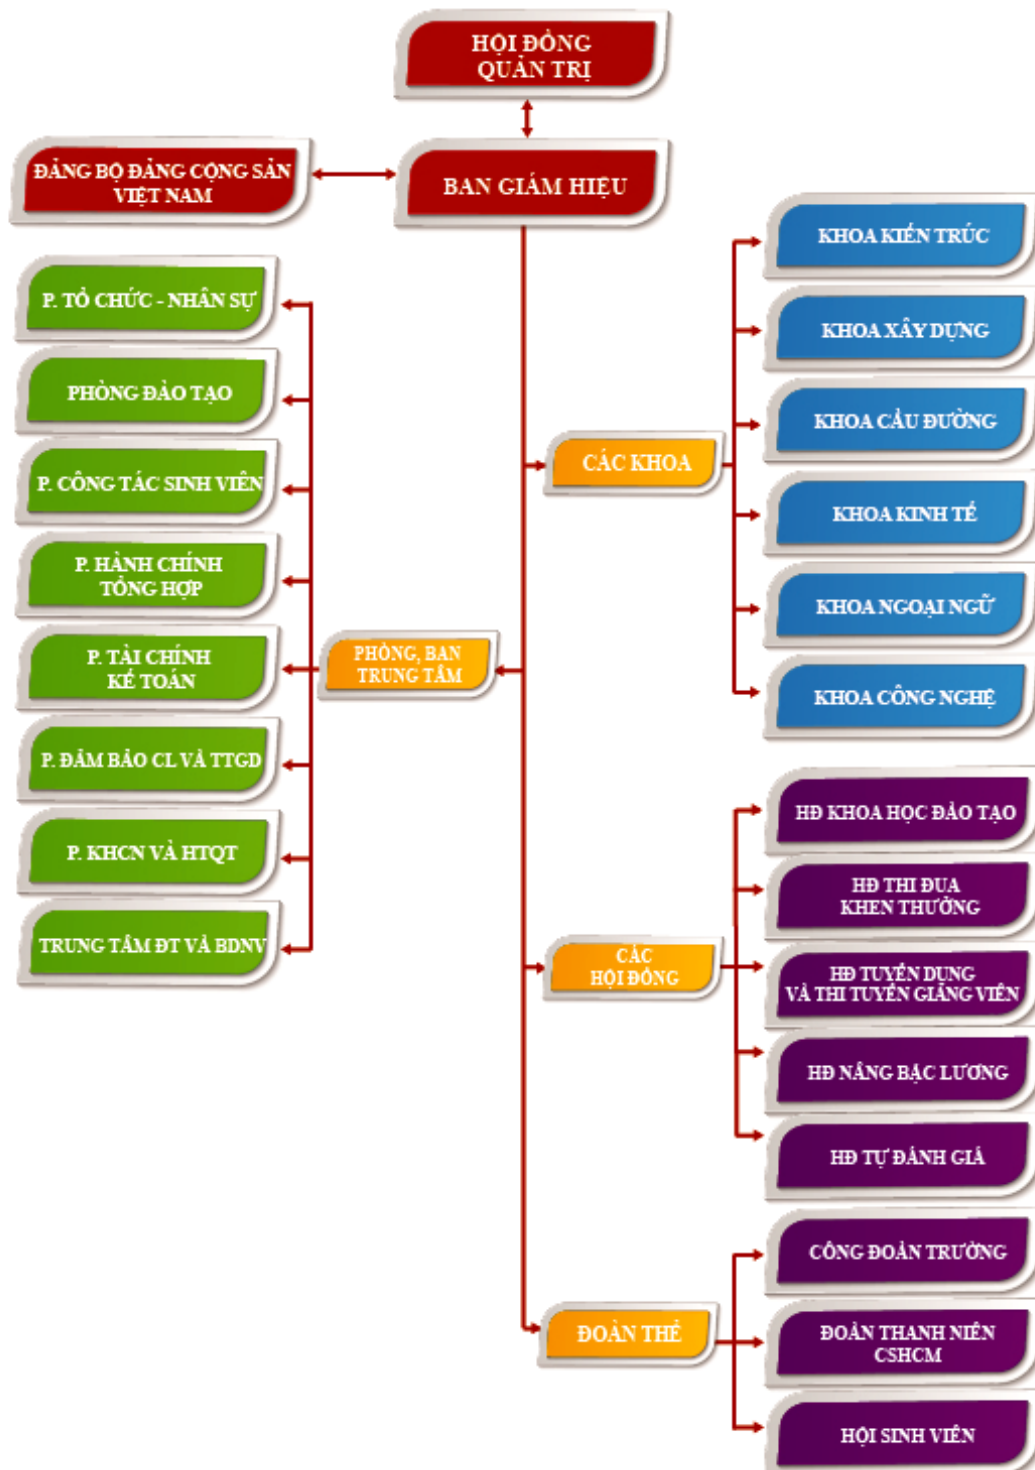 HỘI ĐỒNG
QUẢN TRỊ
ĐẢNG BỘ ĐẢNG CỘNG SẢN
VIỆT NAM
BAN GIÁM HIỆU
P. TỔ CHỨC - NHÂN SỰ
PHÒNG ĐÀO TẠO
P. CÔNG TÁC SINH VIÊN
P. HÀNH CHÍNH
TỔNG HỢP
P. TÀI CHÍNH
KẾ TOÁN
P. ĐẢM BẢO CL VÀ TTGD
P. KHCN VÀ HTQT
TRUNG TÂM ĐT VÀ BDNV
PHÒNG, BAN
TRUNG TÂM
CÁC KHOA
KHOA KIẾN TRÚC
KHOA XÂY DỰNG
KHOA CẦU ĐƯỜNG
KHOA KINH TẾ
KHOA NGOẠI NGỮ
KHOA CÔNG NGHỆ
CÁC
HỘI ĐỒNG
HĐ KHOA HỌC ĐÀO TẠO
HĐ THI ĐUA
KHEN THƯỞNG
HĐ TUYỂN DỤNG
VÀ THI TUYỂN GIẢNG VIÊN
HĐ NÂNG BẬC LƯƠNG
HĐ TỰ ĐÁNH GIÁ
ĐOÀN THỂ
CÔNG ĐOÀN TRƯỜNG
ĐOÀN THANH NIÊN
CSHCM
HỘI SINH VIÊN